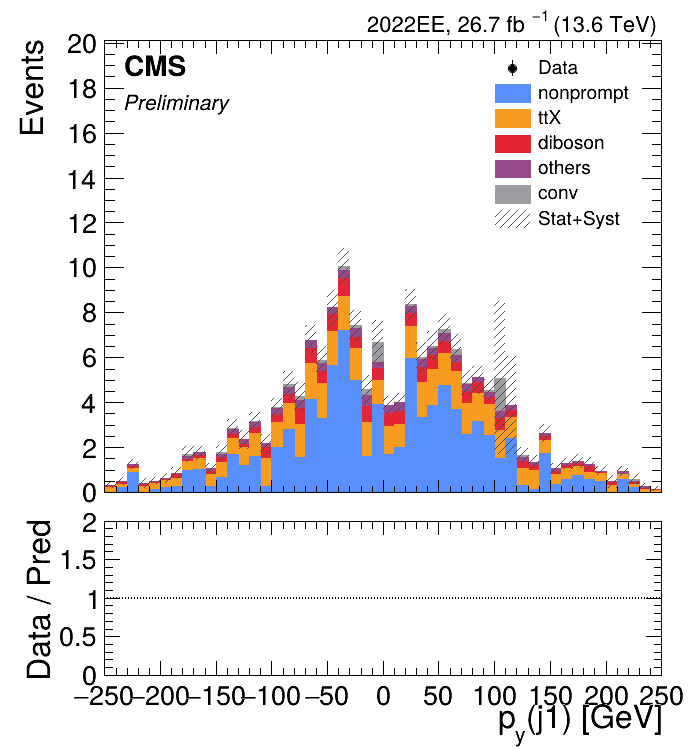 2022EE, 26.7 fb⁻¹ (13.6 TeV)
CMS
Preliminary
Events
20
18
16
14
12
10
8
6
4
2
0
Data
nonprompt
ttX
diboson
others
conv
Stat+Syst
Data / Pred
2
1.5
1
0.5
0
−250 −200 −150 −100 −50 0 50 100 150 200 250
p_y(j1) [GeV]